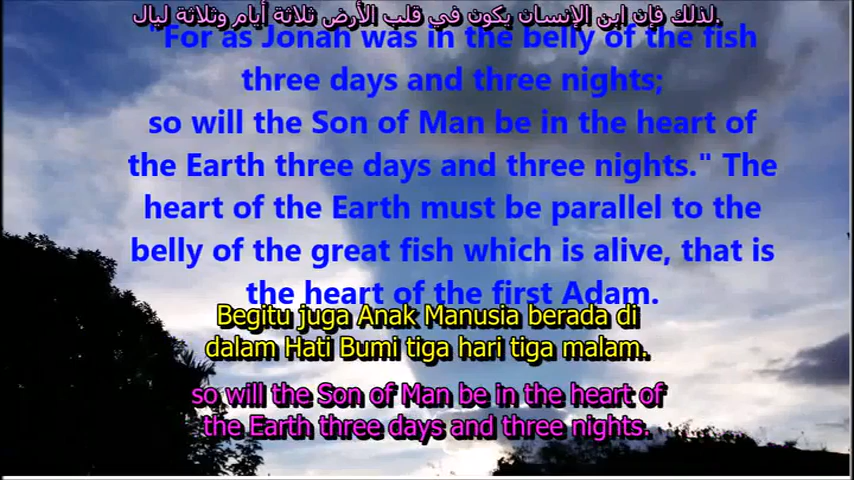 لذلك فإن ابن الإنسان يكون في قلب الأرض ثلاثة أيام وثلاثة ليال.
"For as Jonah was in the belly of the fish
three days and three nights;
so will the Son of Man be in the heart of
the Earth three days and three nights." The
heart of the Earth must be parallel to the
belly of the great fish which is alive, that is
the heart of the first Adam.
Begitu juga Anak Manusia berada di
dalam Hati Bumi tiga hari tiga malam.
so will the Son of Man be in the heart of
the Earth three days and three nights.